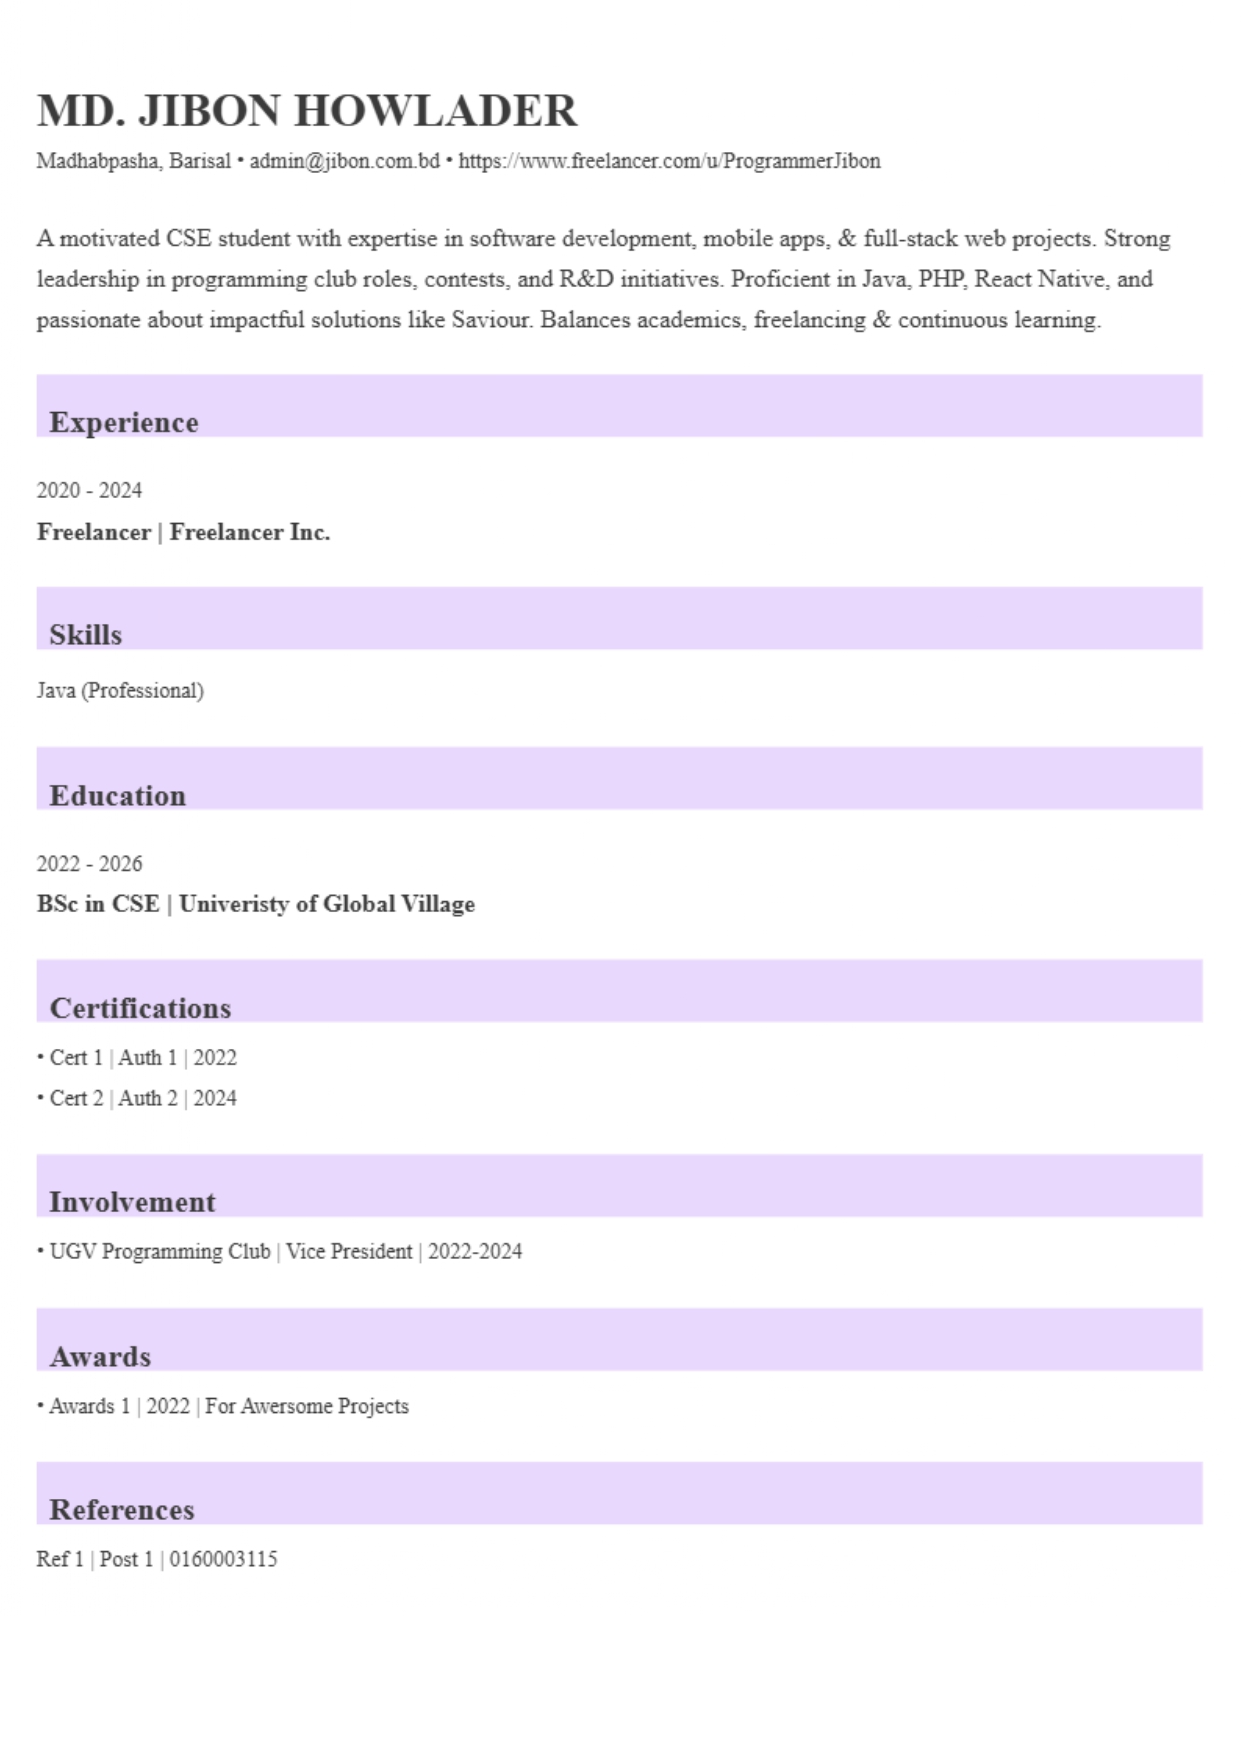 MD. JIBON HOWLADER
Madhabpasha, Barisal • admin@jibon.com.bd • https://www.freelancer.com/u/ProgrammerJibon
A motivated CSE student with expertise in software development, mobile apps, & full-stack web projects. Strong
leadership in programming club roles, contests, and R&D initiatives. Proficient in Java, PHP, React Native, and
passionate about impactful solutions like Saviour. Balances academics, freelancing & continuous learning.
Experience
2020 - 2024
Freelancer | Freelancer Inc.
Skills
Java (Professional)
Education
2022 - 2026
BSc in CSE | Univeristy of Global Village
Certifications
• Cert 1 | Auth 1 | 2022
• Cert 2 | Auth 2 | 2024
Involvement
• UGV Programming Club | Vice President | 2022-2024
Awards
• Awards 1 | 2022 | For Awersome Projects
References
Ref 1 | Post 1 | 0160003115